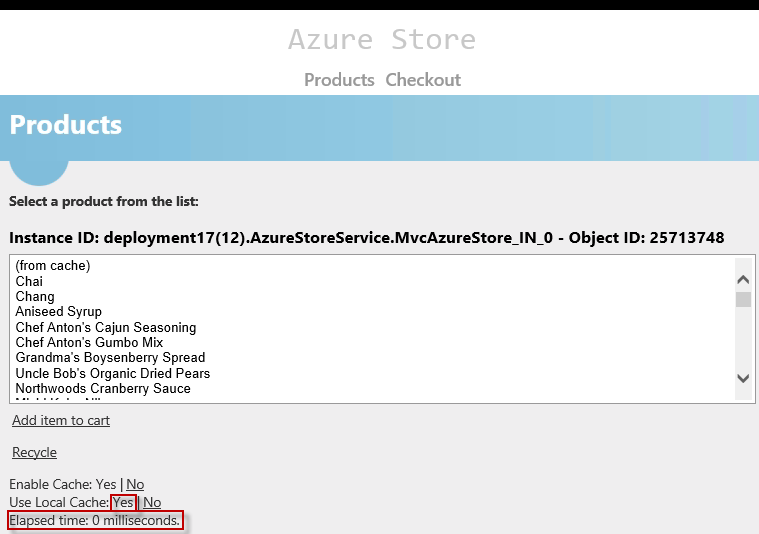 Azure Store
Products Checkout
Products
Select a product from the list:
Instance ID: deployment17(12).AzureStoreService.MvcAzureStore_IN_0 - Object ID: 25713748
(from cache)
Chai
Chang
Aniseed Syrup
Chef Anton's Cajun Seasoning
Chef Anton's Gumbo Mix
Grandma's Boysenberry Spread
Uncle Bob's Organic Dried Pears
Northwoods Cranberry Sauce
Add item to cart
Recycle
Enable Cache: Yes | No
Use Local Cache: Yes | No
Elapsed time: 0 milliseconds.